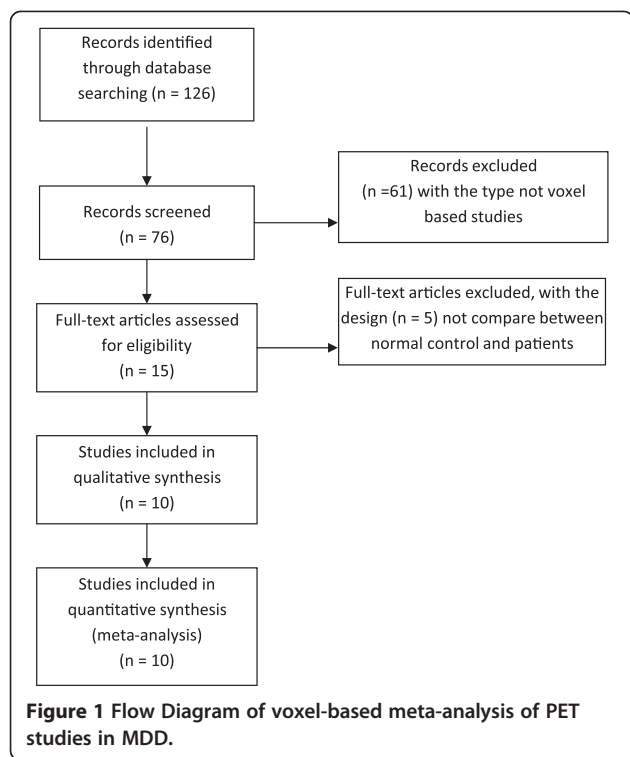 Records identified
through database
searching (n = 126)
Records screened
(n = 76)
Records excluded
(n =61) with the type not voxel
based studies
Full-text articles assessed
for eligibility
(n = 15)
Full-text articles excluded, with the
design (n = 5) not compare between
normal control and patients
Studies included in
qualitative synthesis
(n = 10)
Studies included in
quantitative synthesis
(meta-analysis)
(n = 10)
Figure 1 Flow Diagram of voxel-based meta-analysis of PET
studies in MDD.